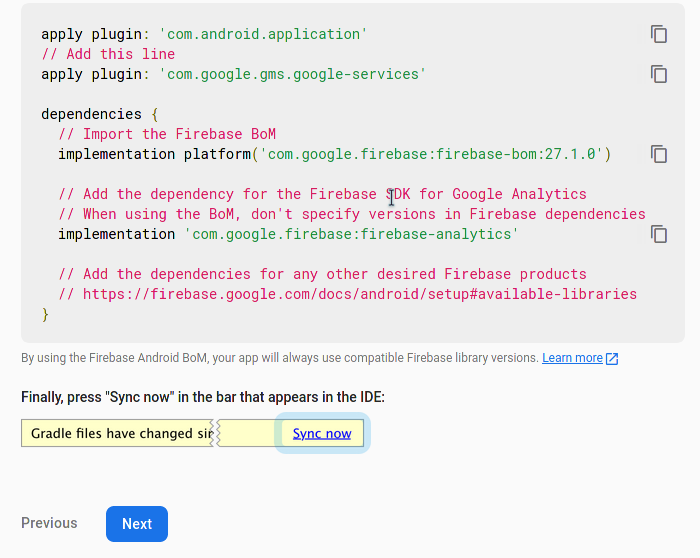 apply plugin: 'com.android.application'
// Add this line
apply plugin: 'com.google.gms.google-services'
dependencies {
// Import the Firebase BoM
implementation platform('com.google.firebase:firebase-bom:27.1.0')
// Add the dependency for the Firebase SDK for Google Analytics
// When using the BoM, don't specify versions in Firebase dependencies
implementation 'com.google.firebase:firebase-analytics'
// Add the dependencies for any other desired Firebase products
// https://firebase.google.com/docs/android/setup#available-libraries
}
By using the Firebase Android BoM, your app will always use compatible Firebase library versions. Learn more
Finally, press "Sync now" in the bar that appears in the IDE:
Gradle files have changed sin Sync now
Previous Next